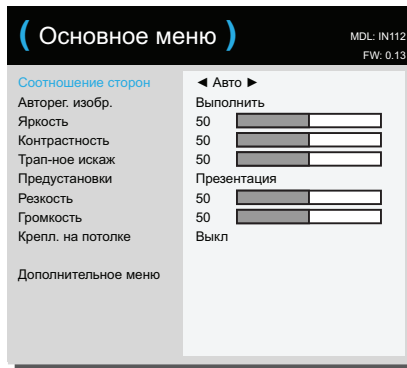 ( Основное меню )
MDL: IN112
FW: 0.13
Соотношение сторон ◄ Авто ►
Авторег. изобр. Выполнить
Яркость 50
Контрастность 50
Трап-ное искаж 50
Предустановки Презентация
Резкость 50
Громкость 50
Крепл. на потолке Выкл
Дополнительное меню